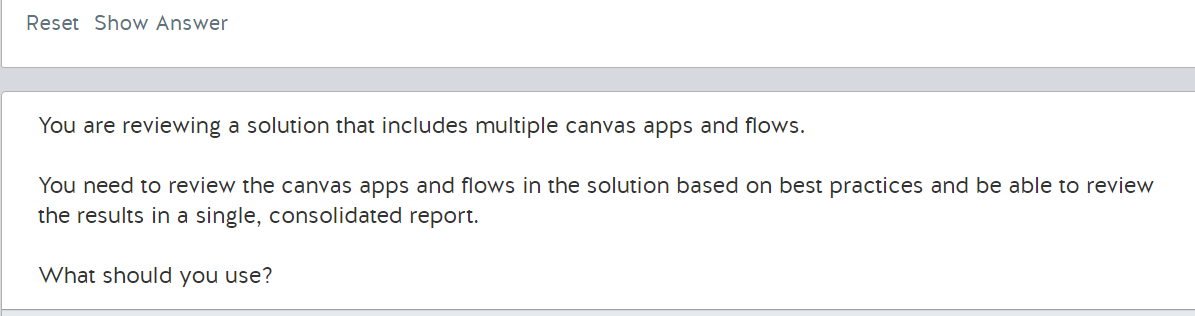 Reset Show Answer
You are reviewing a solution that includes multiple canvas apps and flows.
You need to review the canvas apps and flows in the solution based on best practices and be able to review
the results in a single, consolidated report.
What should you use?